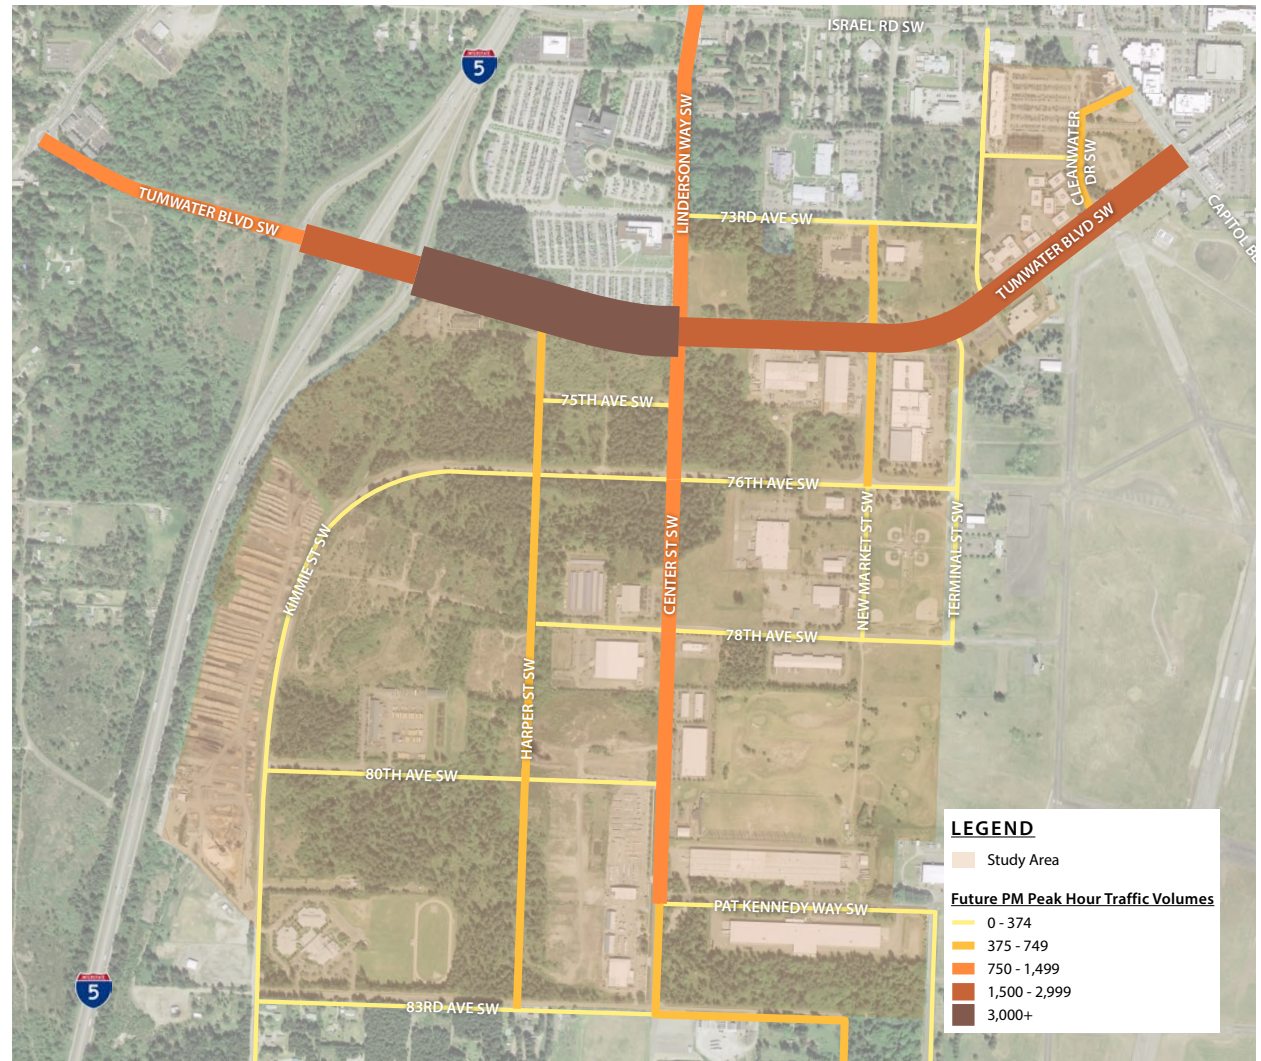 ISRAEL RD SW
INTERSTATE
5
LINDERSON WAY SW
CLEANWATER
DR SW
TUMWATER BLVD SW
73RD AVE SW
TUMWATER BLVD SW
CAPITOL BL
75TH AVE SW
76TH AVE SW
KIMMIE ST SW
CENTER ST SW
NEW MARKET ST SW
TERMINAL ST SW
78TH AVE SW
HARPER ST SW
80TH AVE SW
PAT KENNEDY WAY SW
83RD AVE SW
INTERSTATE
5
LEGEND
Study Area
Future PM Peak Hour Traffic Volumes
0 - 374
375 - 749
750 - 1,499
1,500 - 2,999
3,000+